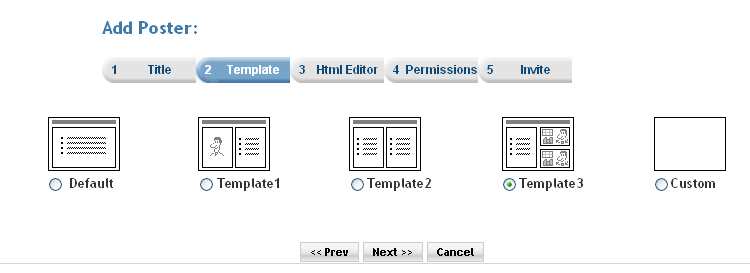 Add Poster:
1 Title 2 Template 3 Html Editor 4 Permissions 5 Invite
Default Template1 Template2 Template3 Custom
<< Prev Next >> Cancel